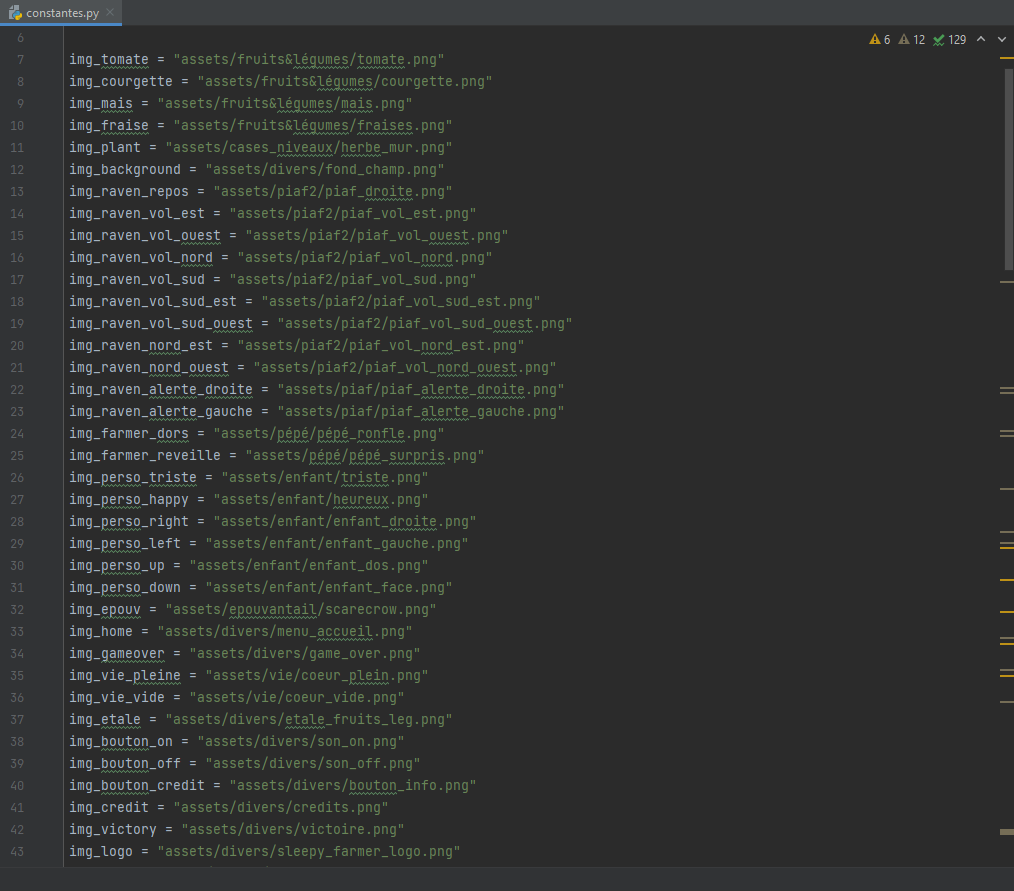 constantes.py
6 12 129
6
7 img_tomate = "assets/fruits&légumes/tomate.png"
8 img_courgette = "assets/fruits&légumes/courgette.png"
9 img_mais = "assets/fruits&légumes/mais.png"
10 img_fraise = "assets/fruits&légumes/fraises.png"
11 img_plant = "assets/cases_niveaux/herbe_mur.png"
12 img_background = "assets/divers/fond_champ.png"
13 img_raven_repos = "assets/piaf2/piaf_droite.png"
14 img_raven_vol_est = "assets/piaf2/piaf_vol_est.png"
15 img_raven_vol_ouest = "assets/piaf2/piaf_vol_ouest.png"
16 img_raven_vol_nord = "assets/piaf2/piaf_vol_nord.png"
17 img_raven_vol_sud = "assets/piaf2/piaf_vol_sud.png"
18 img_raven_vol_sud_est = "assets/piaf2/piaf_vol_sud_est.png"
19 img_raven_vol_sud_ouest = "assets/piaf2/piaf_vol_sud_ouest.png"
20 img_raven_nord_est = "assets/piaf2/piaf_vol_nord_est.png"
21 img_raven_nord_ouest = "assets/piaf2/piaf_vol_nord_ouest.png"
22 img_raven_alerte_droite = "assets/piaf/piaf_alerte_droite.png"
23 img_raven_alerte_gauche = "assets/piaf/piaf_alerte_gauche.png"
24 img_farmer_dors = "assets/pépé/pépé_ronfle.png"
25 img_farmer_reveille = "assets/pépé/pépé_surpris.png"
26 img_perso_triste = "assets/enfant/triste.png"
27 img_perso_happy = "assets/enfant/heureux.png"
28 img_perso_right = "assets/enfant/enfant_droite.png"
29 img_perso_left = "assets/enfant/enfant_gauche.png"
30 img_perso_up = "assets/enfant/enfant_dos.png"
31 img_perso_down = "assets/enfant/enfant_face.png"
32 img_epouv = "assets/epouvantail/scarecrow.png"
33 img_home = "assets/divers/menu_accueil.png"
34 img_gameover = "assets/divers/game_over.png"
35 img_vie_pleine = "assets/vie/coeur_plein.png"
36 img_vie_vide = "assets/vie/coeur_vide.png"
37 img_etale = "assets/divers/etale_fruits_leg.png"
38 img_bouton_on = "assets/divers/son_on.png"
39 img_bouton_off = "assets/divers/son_off.png"
40 img_bouton_credit = "assets/divers/bouton_info.png"
41 img_credit = "assets/divers/credits.png"
42 img_victory = "assets/divers/victoire.png"
43 img_logo = "assets/divers/sleepy_farmer_logo.png"